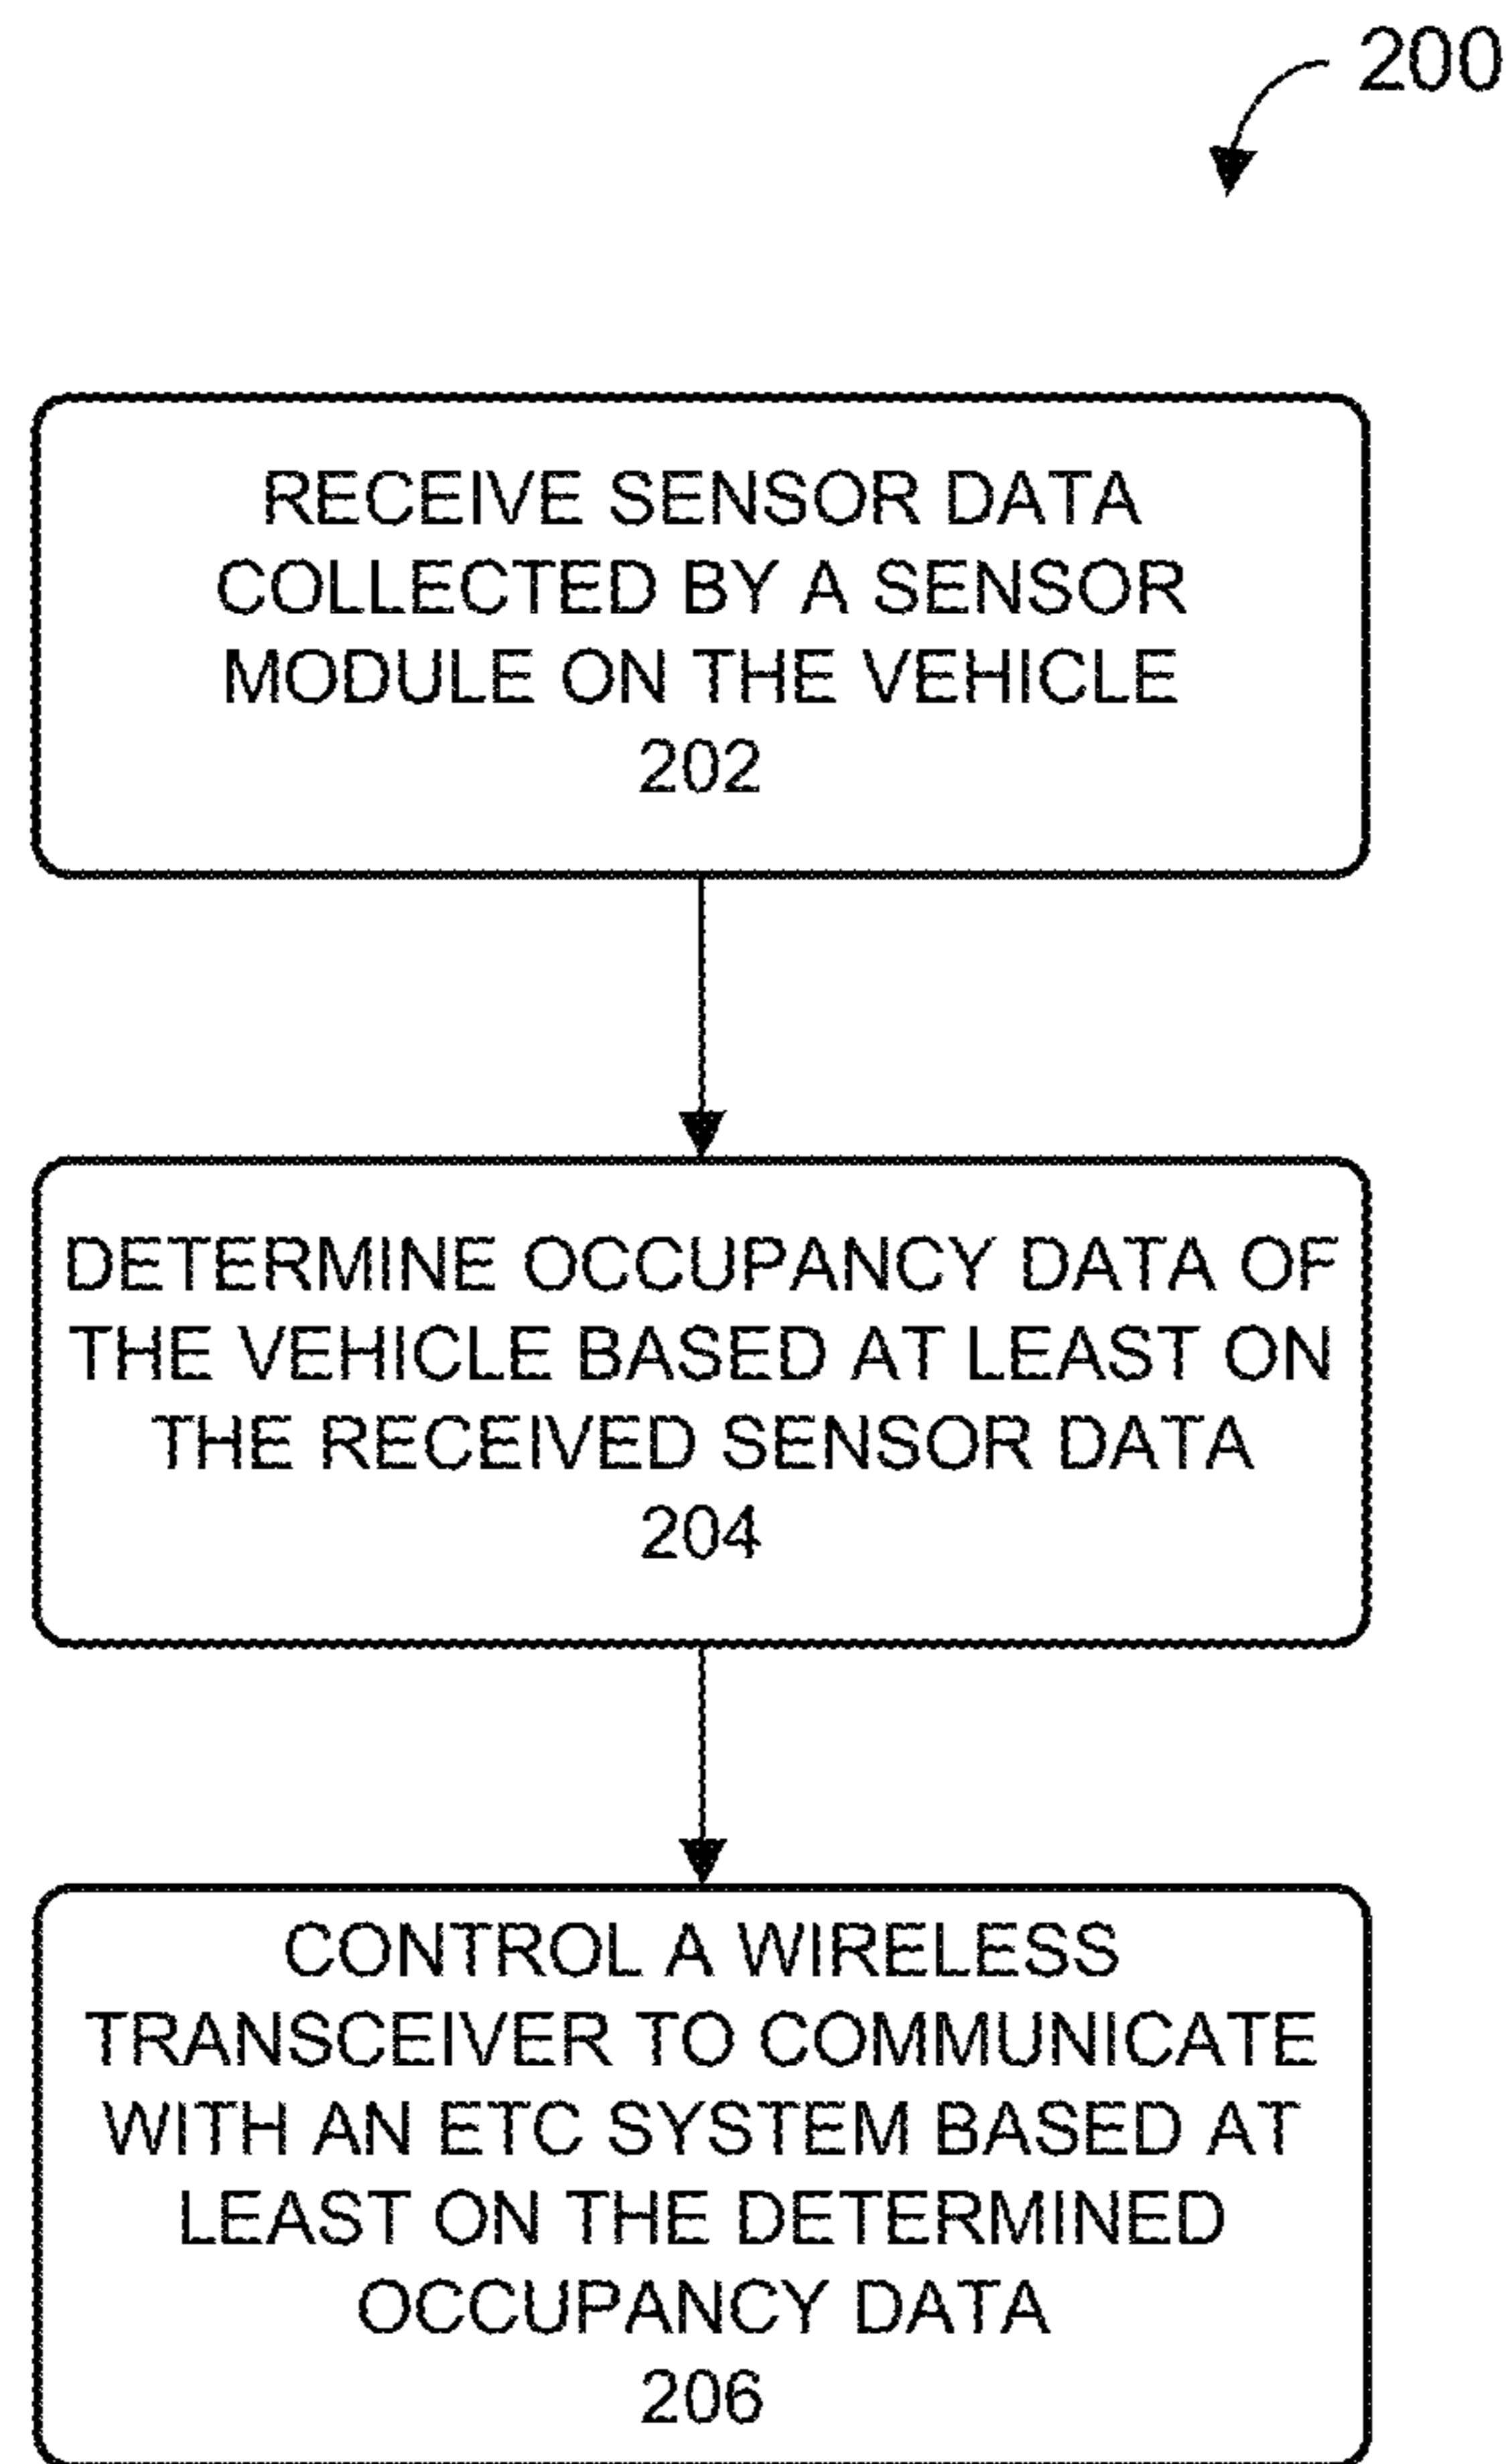 200
RECEIVE SENSOR DATA
COLLECTED BY A SENSOR
MODULE ON THE VEHICLE
202
DETERMINE OCCUPANCY DATA OF
THE VEHICLE BASED AT LEAST ON
THE RECEIVED SENSOR DATA
204
CONTROL A WIRELESS
TRANSCEIVER TO COMMUNICATE
WITH AN ETC SYSTEM BASED AT
LEAST ON THE DETERMINED
OCCUPANCY DATA
206